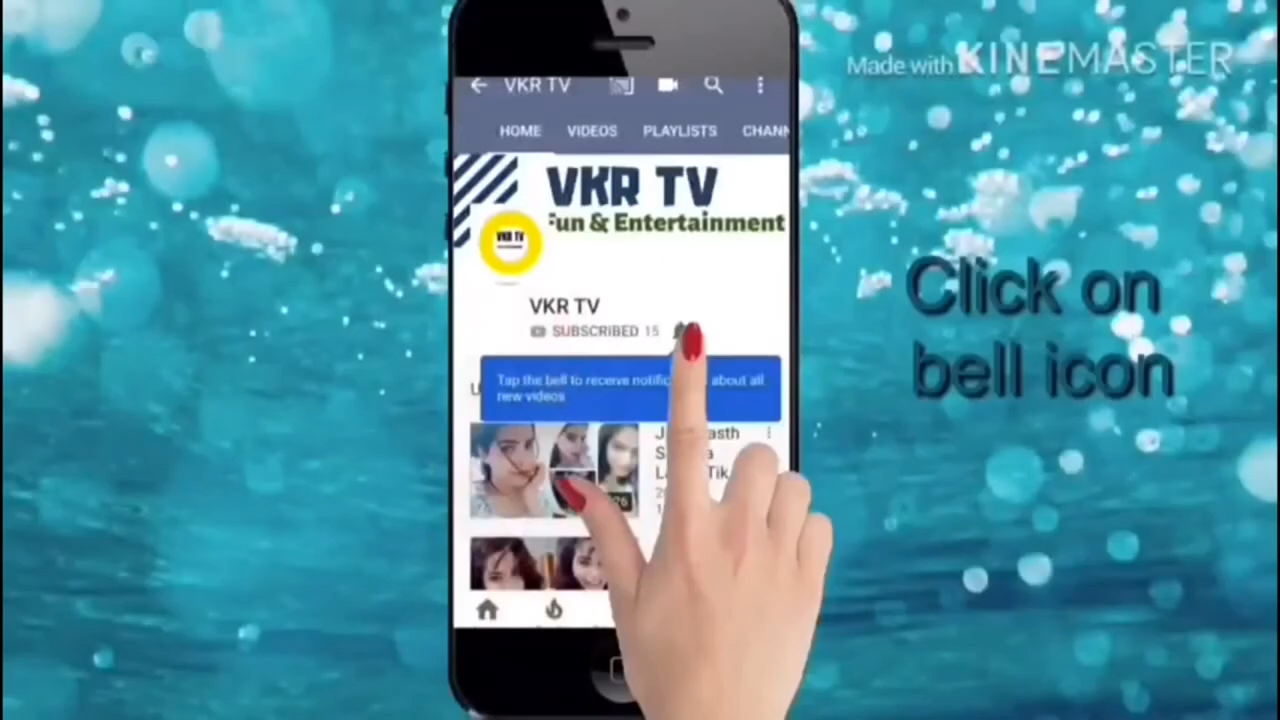 Made with KINEMASTER
VKR TV
HOME VIDEOS PLAYLISTS CHANN
VKR TV
Fun & Entertainment
VKR TV
VKR TV
SUBSCRIBED 15
Click on
bell icon
Tap the bell to receive about all
new videos